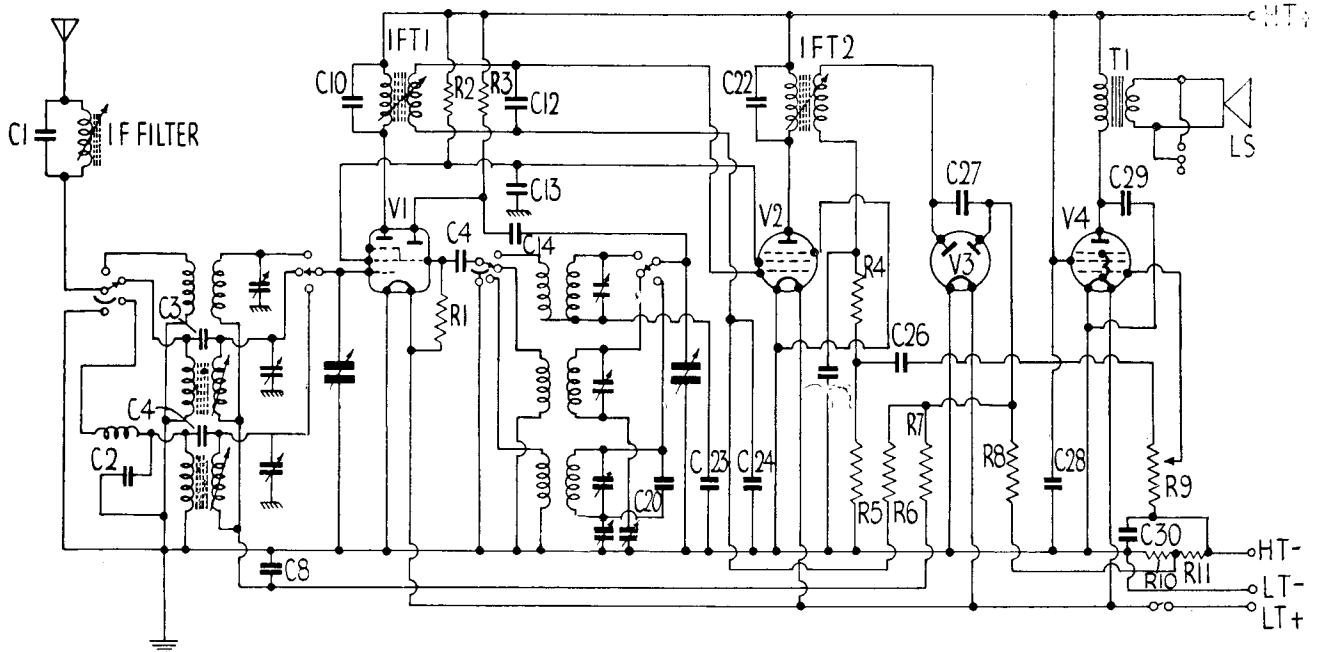 HT+
IFT1
IFT2
T1
C10
R2
R3
C12
C22
C1
IF FILTER
LS
C13
C27
C29
V1
C4
C14
V2
V4
V3
R4
C3
R1
C26
C4
R7
C2
R8
C23
C24
C28
R9
C20
R5
R6
C30
HT-
C8
R10
R11
LT-
LT+